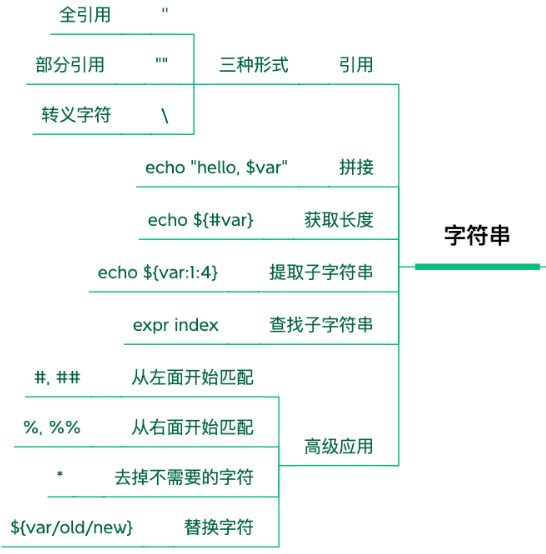 全引用 "
部分引用 "" 三种形式 引用
转义字符 \
echo "hello, $var" 拼接
echo ${#var} 获取长度
字符串
echo ${var:1:4} 提取子字符串
expr index 查找子字符串
#, ## 从左面开始匹配
%, %% 从右面开始匹配
高级应用
* 去掉不需要的字符
${var/old/new} 替换字符